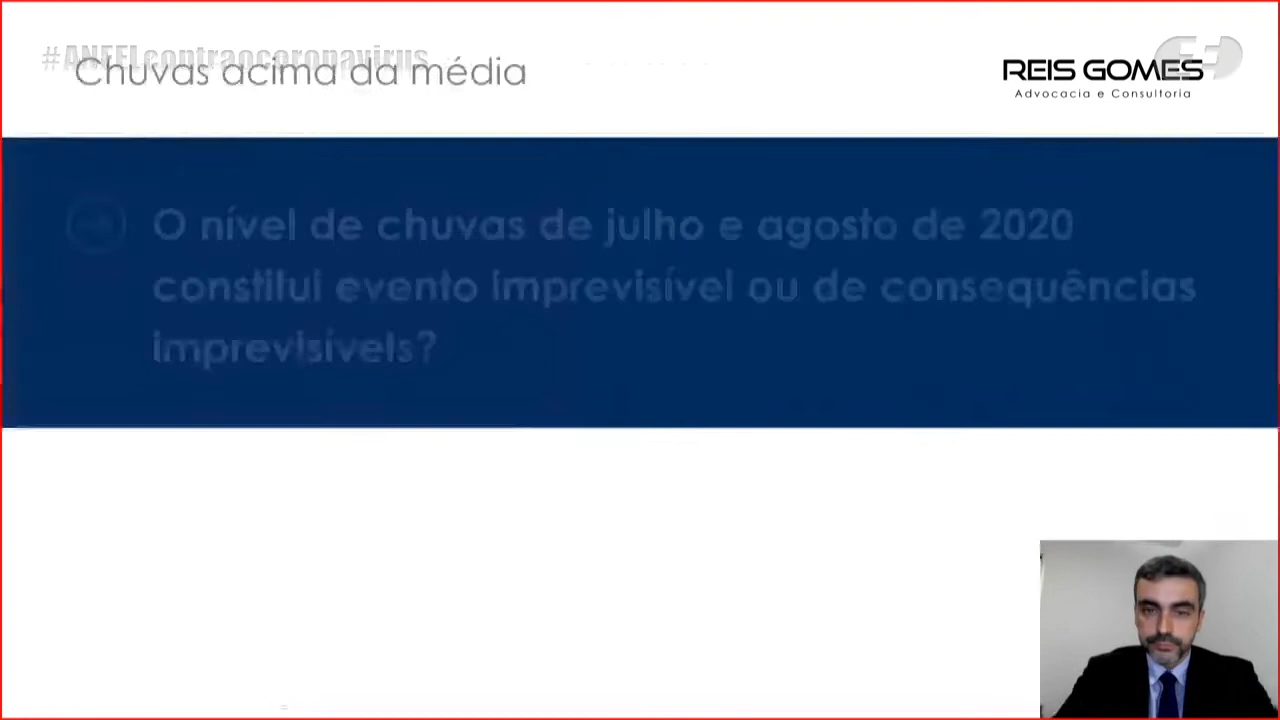 #ANEELcontraocoronavirus
Chuvas acima da média
REIS GOMES
Advocacia e Consultoria
O nível de chuvas de julho e agosto de 2020
constitui evento imprevisível ou de consequências
imprevisíveis?